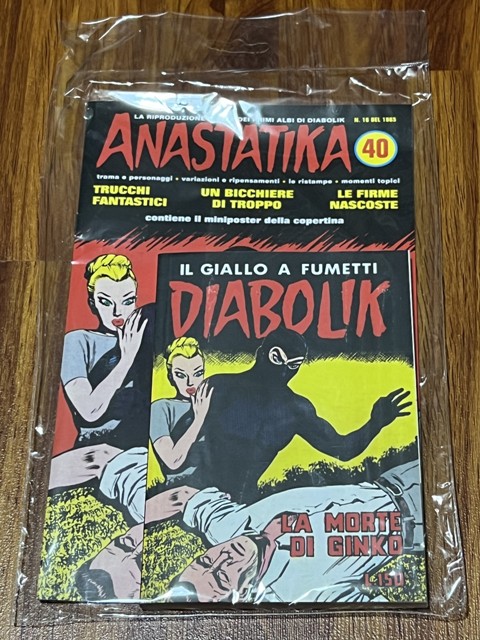 LA RIPRODUZIONE DEI PRIMI ALBI DI DIABOLIK N. 16 DEL 1963
ANASTATIKA 40
trama e personaggi • variazioni e ripensamenti • le ristampe • momenti topici
TRUCCHI FANTASTICI
UN BICCHIERE DI TROPPO
LE FIRME NASCOSTE
contiene il miniposter della copertina
IL GIALLO A FUMETTI
DIABOLIK
LA MORTE
DI GINKO
L.150